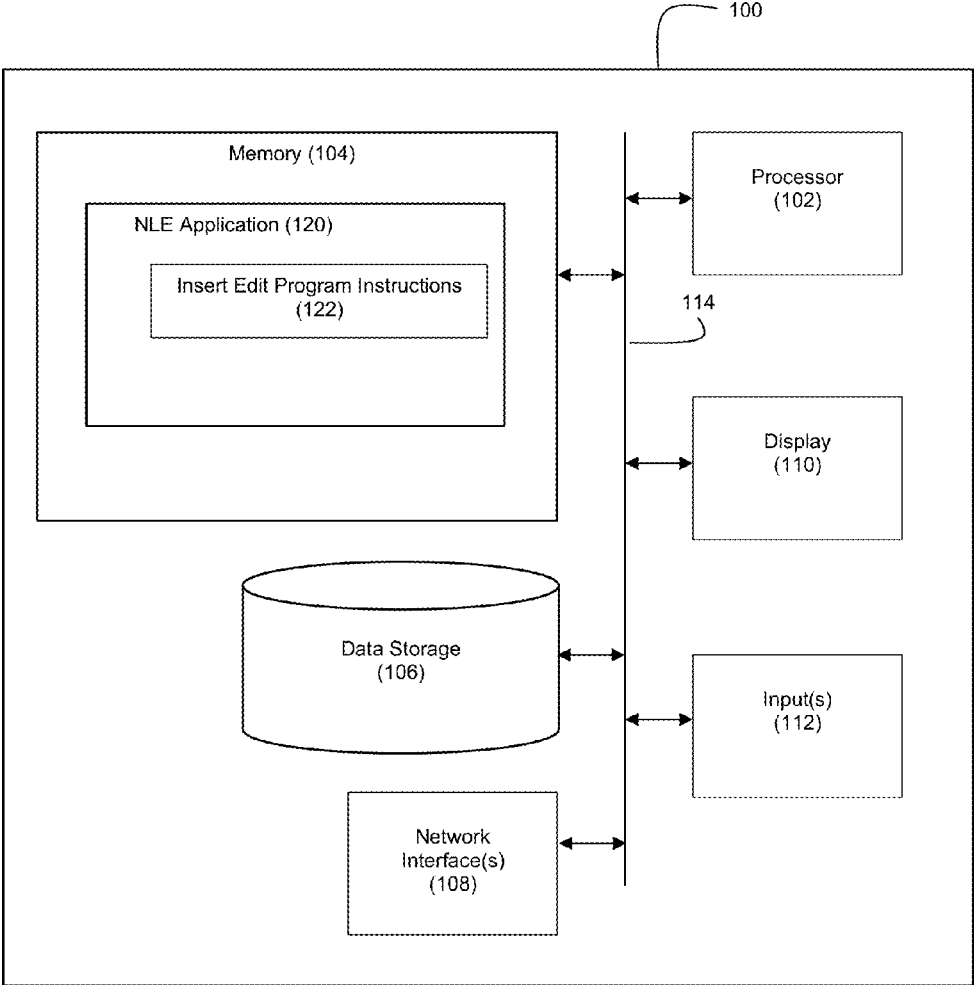 100
Memory (104)
NLE Application (120)
Insert Edit Program Instructions
(122)
Processor
(102)
114
Display
(110)
Data Storage
(106)
Input(s)
(112)
Network
Interface(s)
(108)